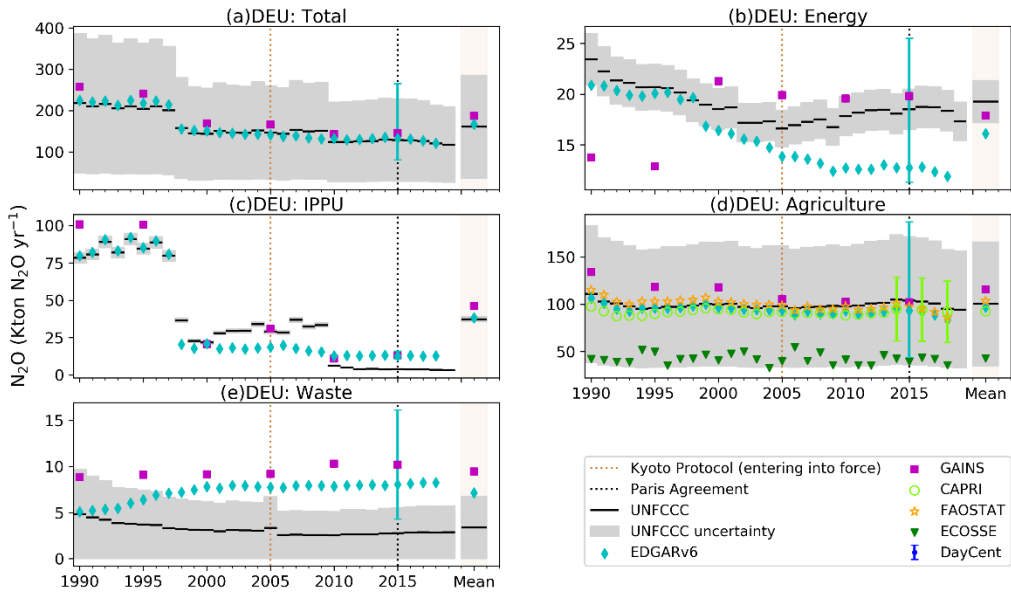 (a)DEU: Total
400
300
200
100
(b)DEU: Energy
25
20
15
(c)DEU: IPPU
100
75
50
25
0
(d)DEU: Agriculture
150
100
50
1990 1995 2000 2005 2010 2015 Mean
(e)DEU: Waste
15
10
5
0
1990 1995 2000 2005 2010 2015 Mean
N₂O (Kton N₂O yr⁻¹)
Kyoto Protocol (entering into force)
Paris Agreement
UNFCCC
UNFCCC uncertainty
EDGARv6
GAINS
CAPRI
FAOSTAT
ECOSSE
DayCent